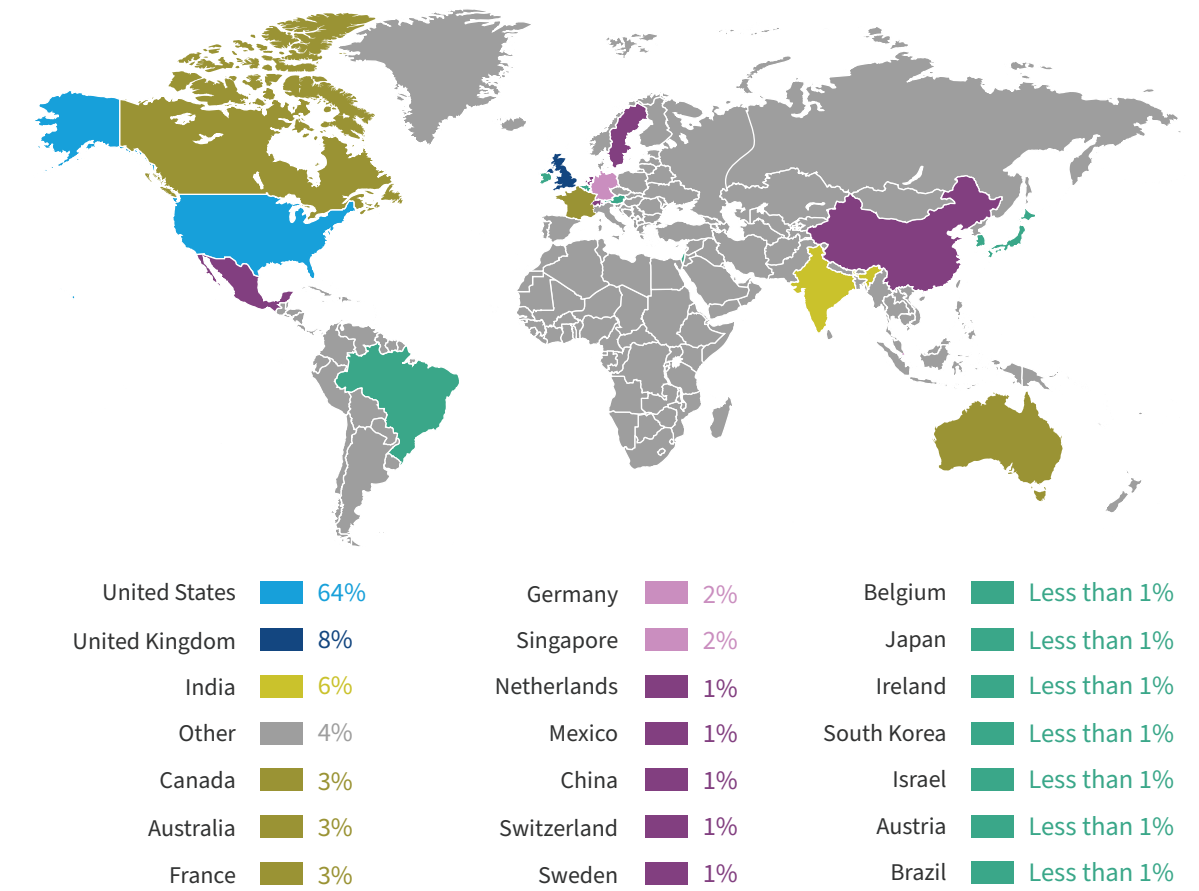 United States 64%
United Kingdom 8%
India 6%
Other 4%
Canada 3%
Australia 3%
France 3%
Germany 2%
Singapore 2%
Netherlands 1%
Mexico 1%
China 1%
Switzerland 1%
Sweden 1%
Belgium Less than 1%
Japan Less than 1%
Ireland Less than 1%
South Korea Less than 1%
Israel Less than 1%
Austria Less than 1%
Brazil Less than 1%